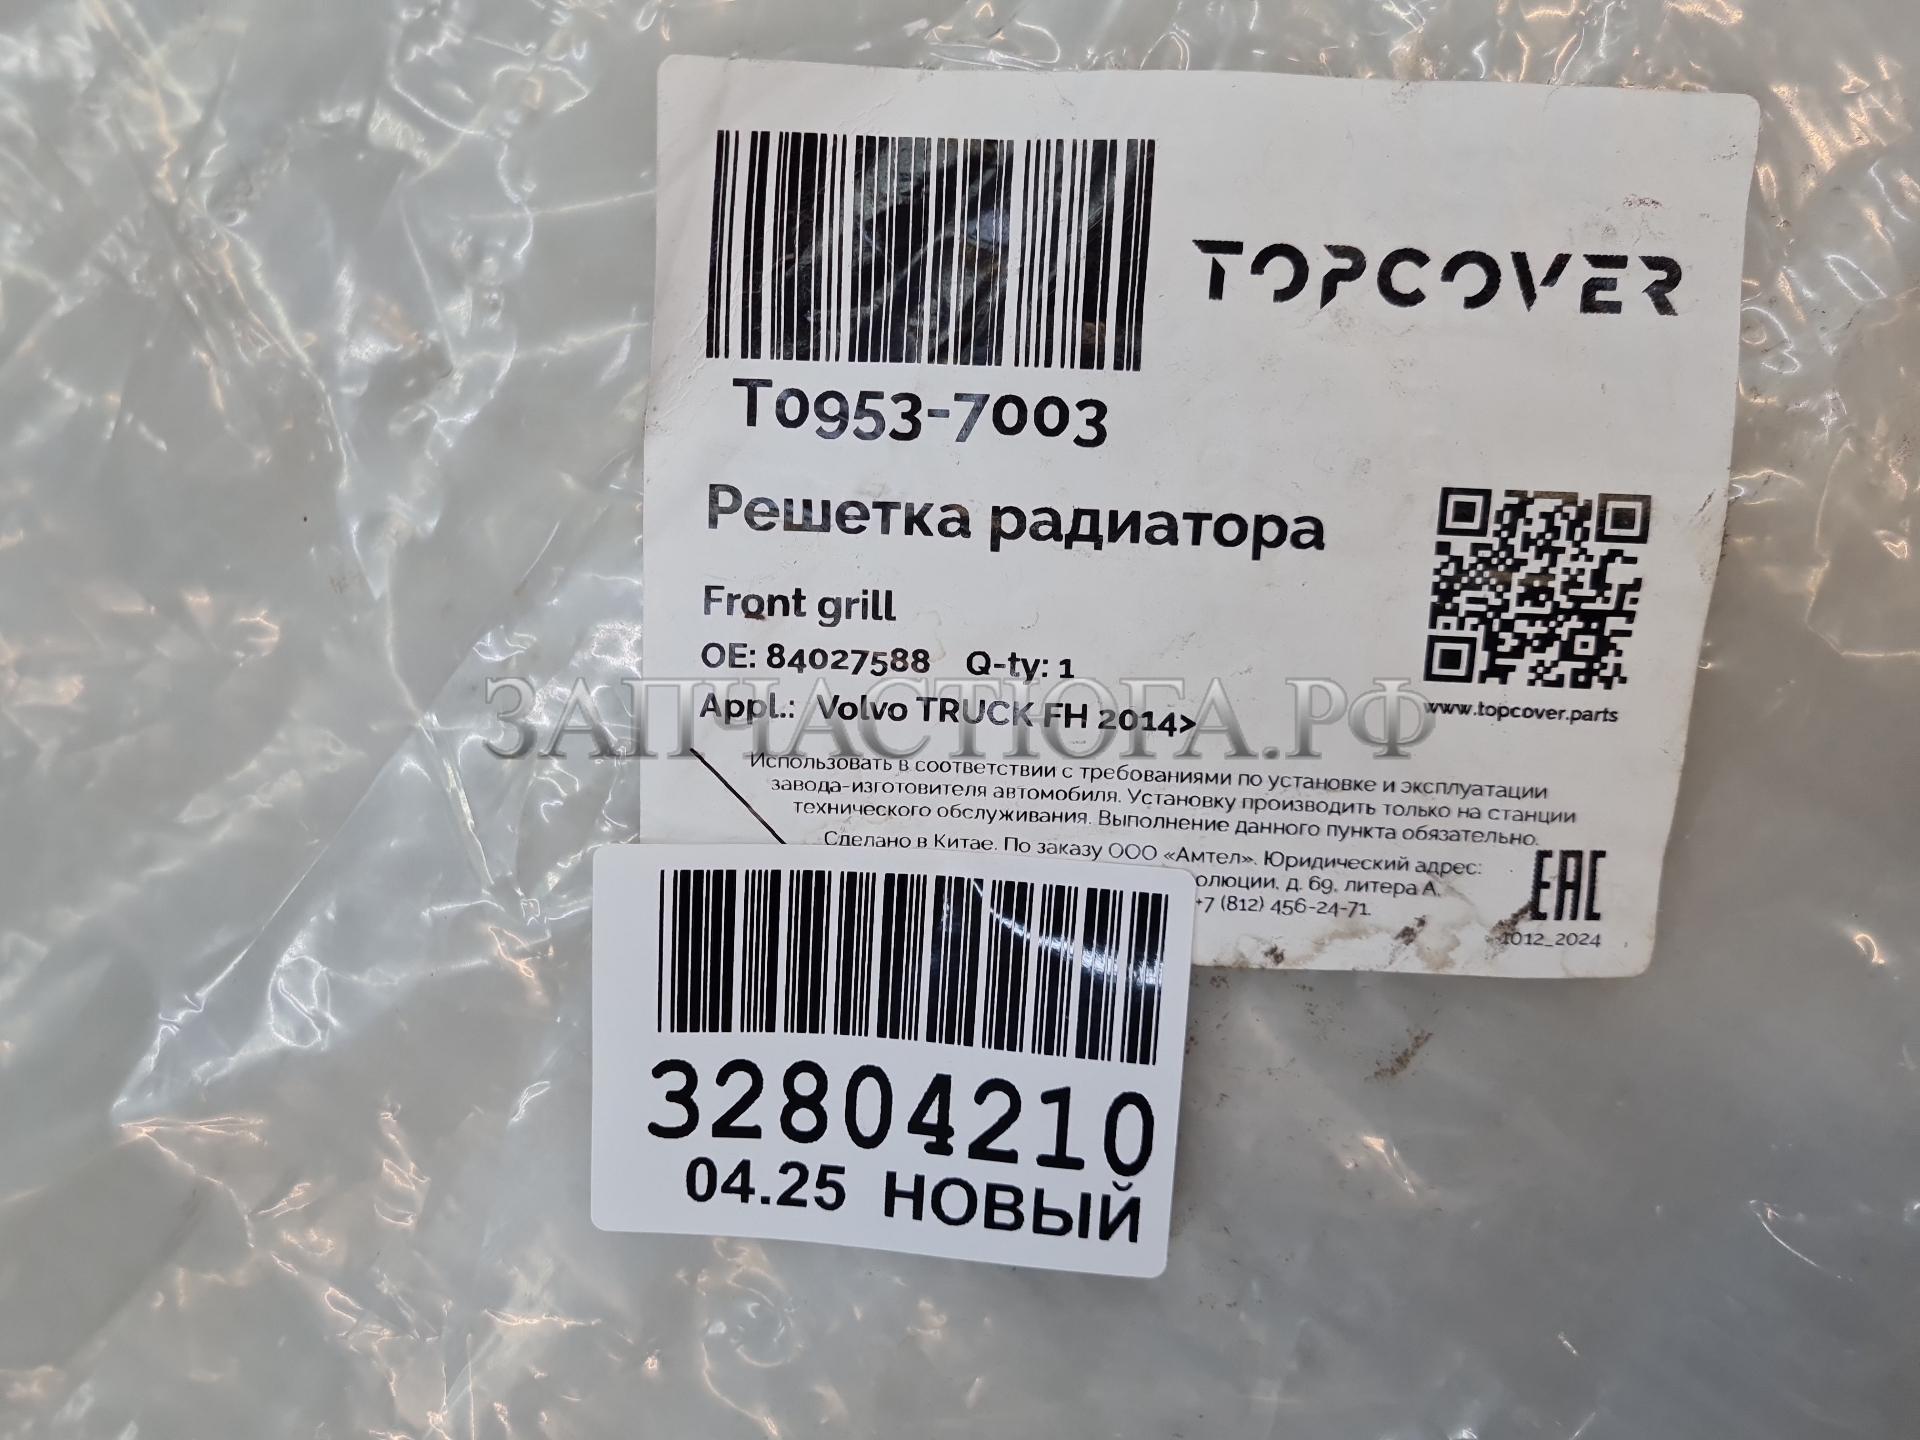 TOPCOVER
T0953-7003
Решетка радиатора
Front grill
OE: 84027588 Q-ty: 1
Appl.: Volvo TRUCK FH 2014>
www.topcover.parts
ЗАПЧАСТЮГА.РФ
Использовать в соответствии с требованиями по установке и эксплуатации
завода-изготовителя автомобиля. Установку производить только на станции
технического обслуживания. Выполнение данного пункта обязательно.
Сделано в Китае. По заказу ООО «Амтел». Юридический адрес:
олюции, д. 69, литера А,
+7 (812) 456-24-71.
EAC
1012_2024
32804210
04.25 НОВЫЙ